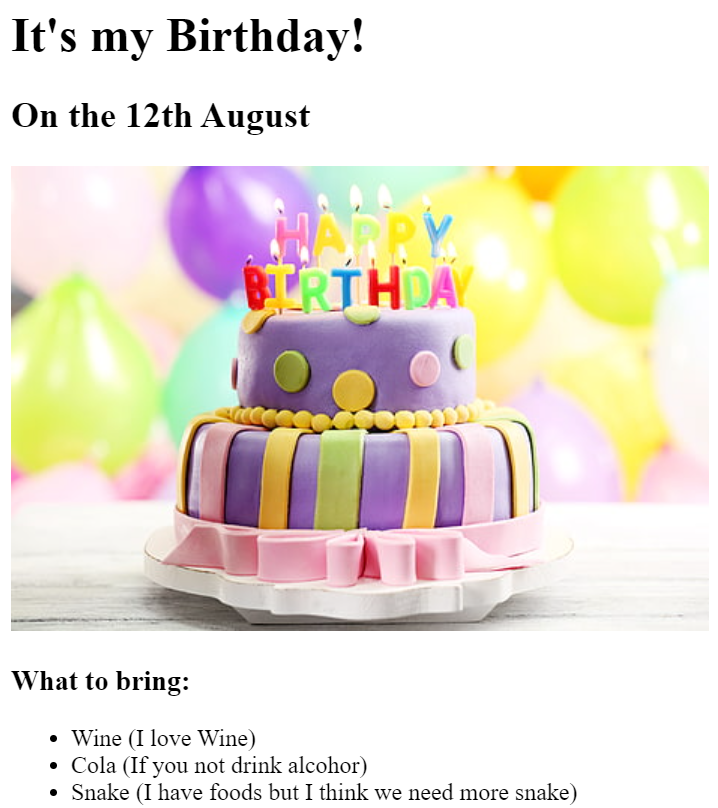 It's my Birthday!
On the 12th August
HAPPY
BIRTHDAY
What to bring:
Wine (I love Wine)
Cola (If you not drink alcohor)
Snake (I have foods but I think we need more snake)